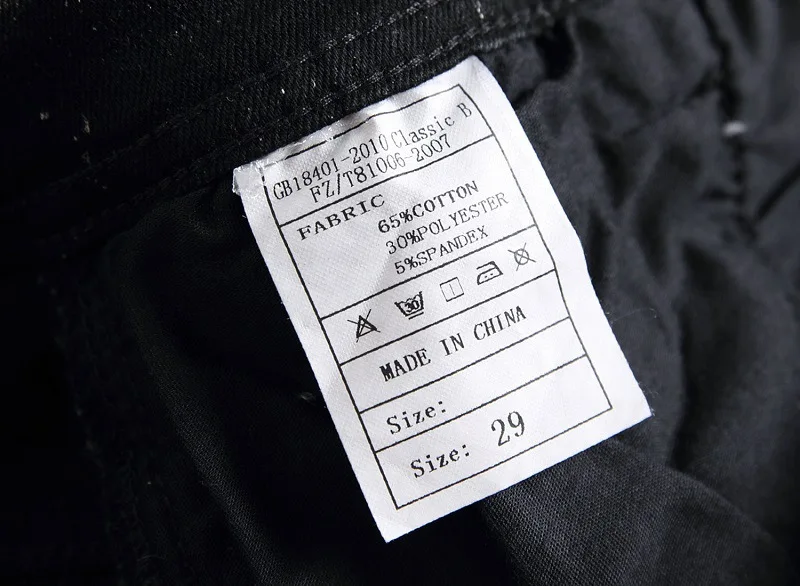 GB18401-2010 Classic B
FZ/T81006-2007
FABRIC
65%COTTON
30%POLYESTER
5%SPANDEX
30
MADE IN CHINA
Size:
Size: 29